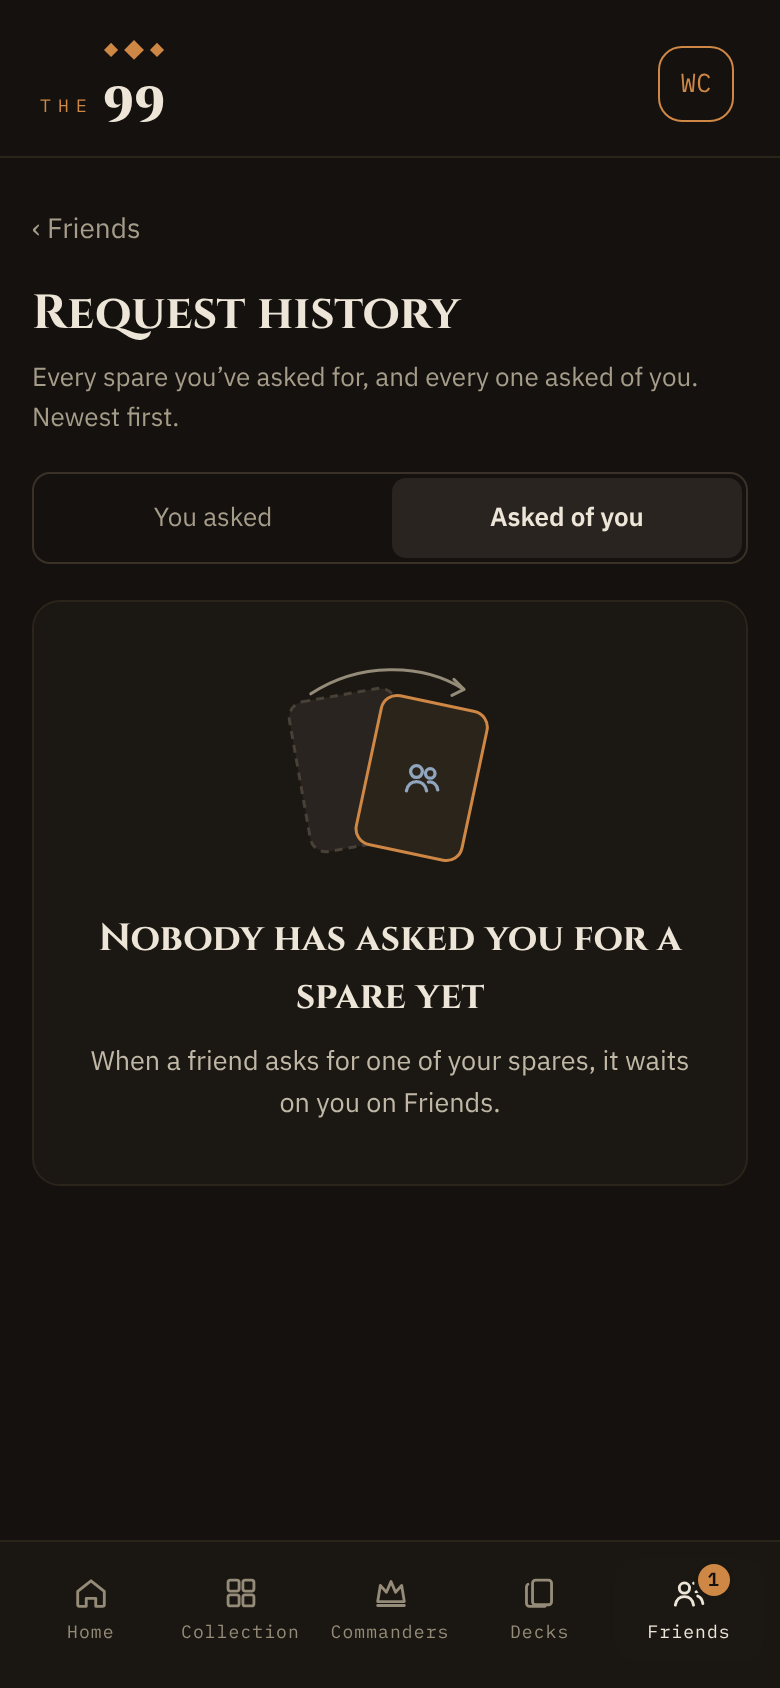 THE 99
WC
‹ Friends
Request history
Every spare you’ve asked for, and every one asked of you.
Newest first.
You asked
Asked of you
Nobody has asked you for a
spare yet
When a friend asks for one of your spares, it waits
on you on Friends.
1
Home
Collection
Commanders
Decks
Friends